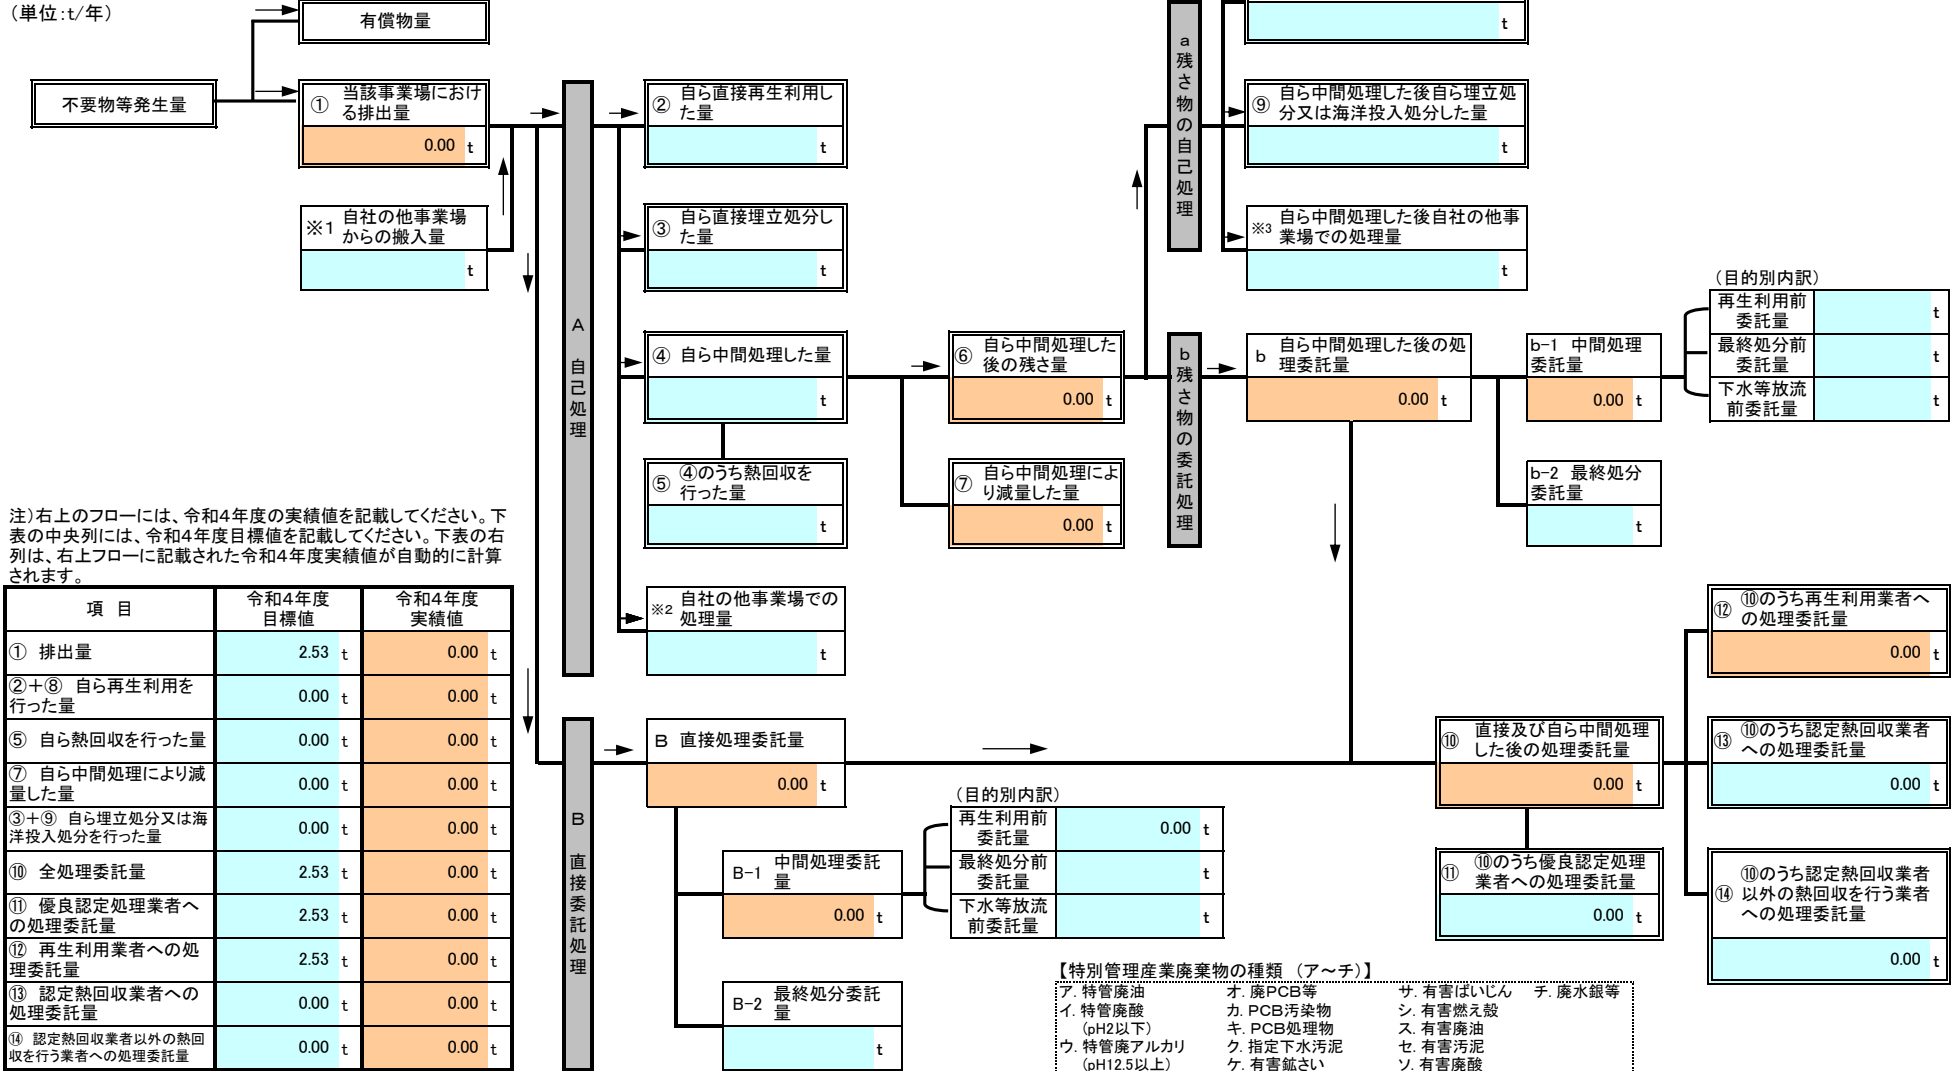 (単位:t/年)
有償物量
t
不要物等発生量
①
当該事業場におけ
る排出量
0.00 t
※1
自社の他事業場
からの搬入量
t
A 自己処理
②
自ら直接再生利用し
た量
t
③
自ら直接埋立処分し
た量
t
④ 自ら中間処理した量
t
⑤
④のうち熱回収を
行った量
t
※2
自社の他事業場での
処理量
t
⑥
自ら中間処理した
後の残さ量
0.00 t
⑦
自ら中間処理によ
り減量した量
0.00 t
a残さ物の自己処理
⑨
自ら中間処理した後自ら埋立処
分又は海洋投入処分した量
t
※3
自ら中間処理した後自社の他事
業場での処理量
t
b残さ物の委託処理
b
自ら中間処理した後の処
理委託量
0.00 t
b-1 中間処理
委託量
0.00 t
b-2 最終処分
委託量
t
(目的別内訳)
再生利用前
委託量
t
最終処分前
委託量
t
下水等放流
前委託量
t
注)右上のフローには、令和4年度の実績値を記載してください。下
表の中央列には、令和4年度目標値を記載してください。下表の右
列は、右上フローに記載された令和4年度実績値が自動的に計算
されます。
項 目
令和4年度
目標値
令和4年度
実績値
① 排出量
2.53 t
0.00 t
②+⑧ 自ら再生利用を
行った量
0.00 t
0.00 t
⑤ 自ら熱回収を行った量
0.00 t
0.00 t
⑦ 自ら中間処理により減
量した量
0.00 t
0.00 t
③+⑨ 自ら埋立処分又は海
洋投入処分を行った量
0.00 t
0.00 t
⑩ 全処理委託量
2.53 t
0.00 t
⑪ 優良認定処理業者へ
の処理委託量
2.53 t
0.00 t
⑫ 再生利用業者への処
理委託量
2.53 t
0.00 t
⑬ 認定熱回収業者への
処理委託量
0.00 t
0.00 t
⑭ 認定熱回収業者以外の熱回
収を行う業者への処理委託量
0.00 t
0.00 t
B 直接委託処理
B 直接処理委託量
0.00 t
B-1
中間処理委託
量
0.00 t
B-2
最終処分委託
量
t
(目的別内訳)
再生利用前
委託量
0.00 t
最終処分前
委託量
t
下水等放流
前委託量
t
⑩
直接及び自ら中間処理
した後の処理委託量
0.00 t
⑪
⑩のうち優良認定処理
業者への処理委託量
0.00 t
⑫
⑩のうち再生利用業者へ
の処理委託量
0.00 t
⑬
⑩のうち認定熱回収業者
への処理委託量
0.00 t
⑭
⑩のうち認定熱回収業者
以外の熱回収を行う業者
への処理委託量
0.00 t
【特別管理産業廃棄物の種類 (ア~チ)】
ア. 特管廃油 オ. 廃PCB等 サ. 有害ばいじん チ. 廃水銀等
イ. 特管廃酸 カ. PCB汚染物 シ. 有害燃え殻
(pH2以下) キ. PCB処理物 ス. 有害廃油
ウ. 特管廃アルカリ ク. 指定下水汚泥 セ. 有害汚泥
(pH12.5以上) ケ. 有害鉱さい ソ. 有害廃酸